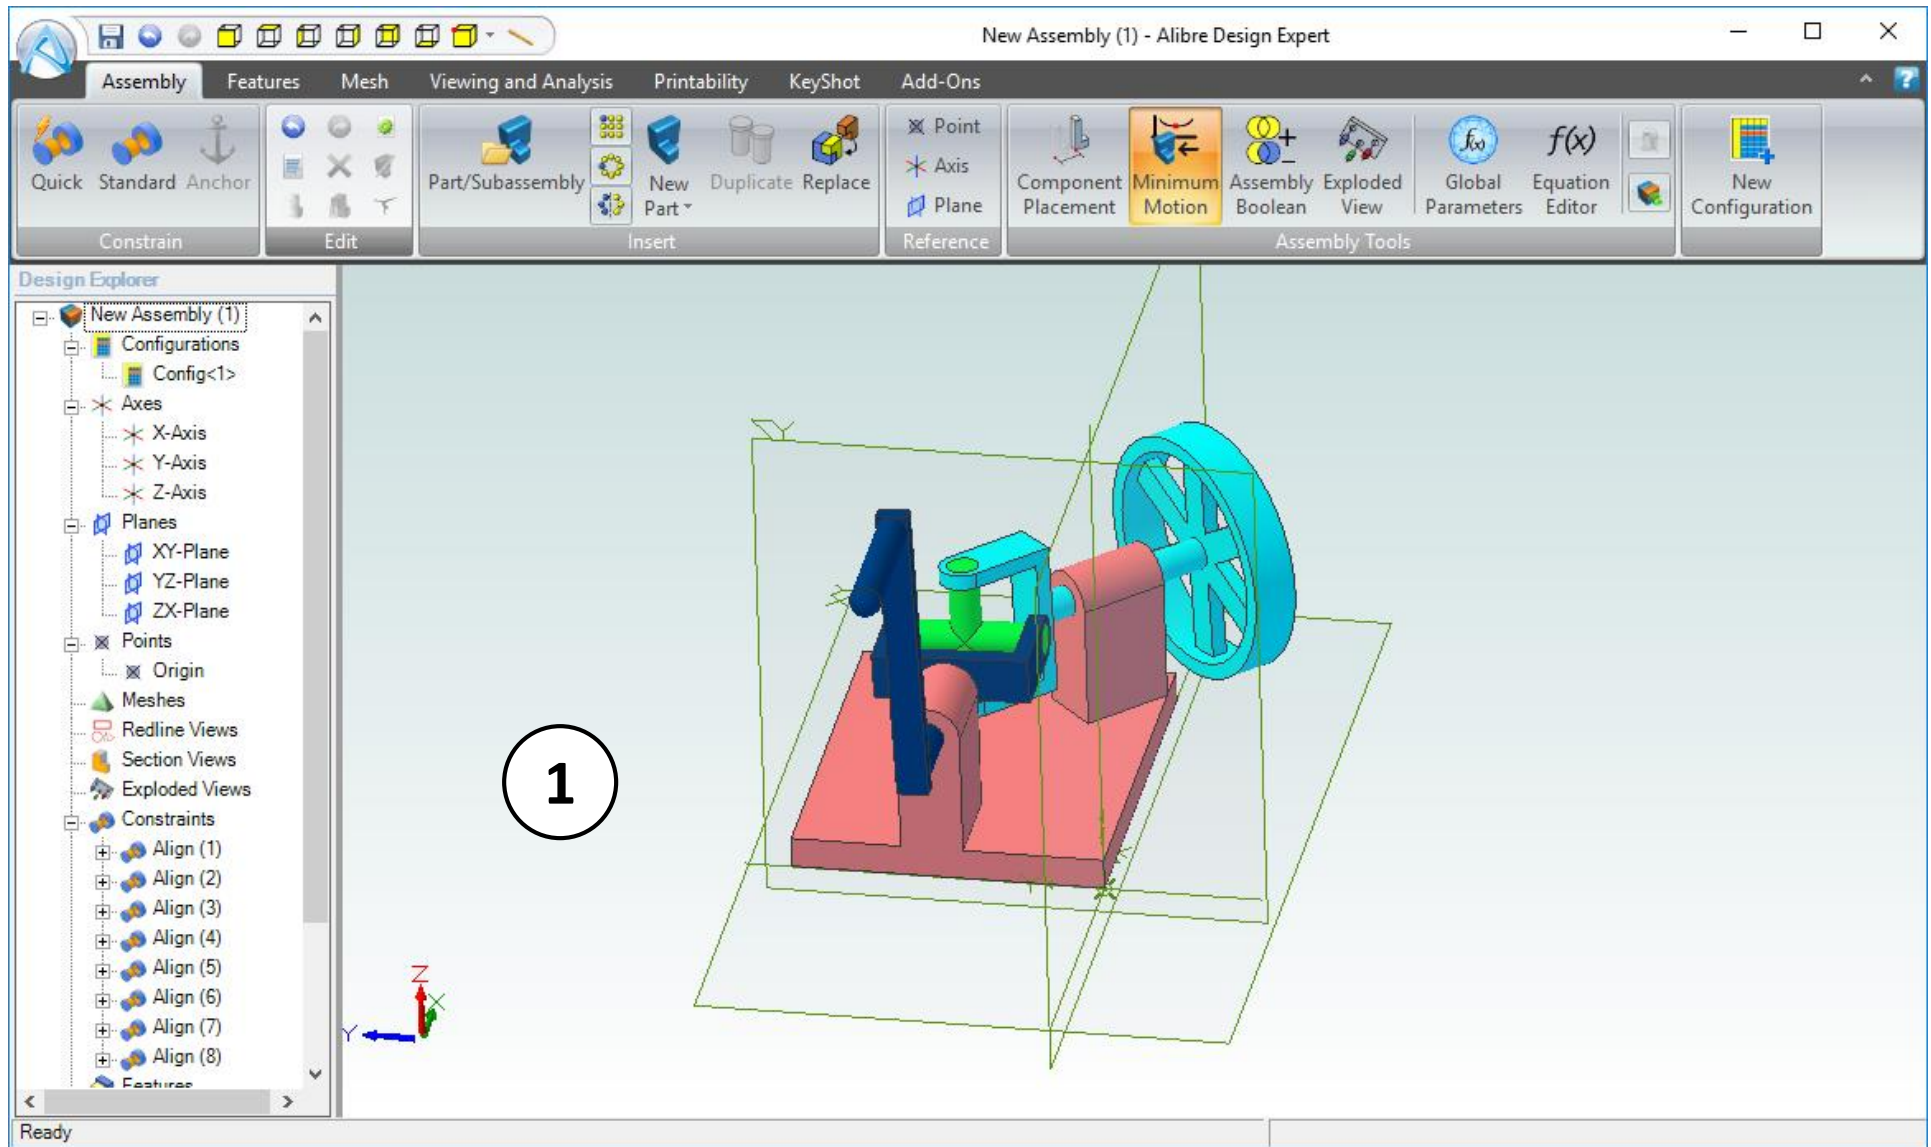 New Assembly (1) - Alibre Design Expert
Assembly Features Mesh Viewing and Analysis Printability KeyShot Add-Ons
Quick Standard Anchor
Constrain
Edit
Part/Subassembly New Part Duplicate Replace
Insert
Point
Axis
Plane
Reference
Component Placement Minimum Motion Assembly Boolean Exploded View f(x) Global Parameters f(x) Equation Editor
Assembly Tools
New Configuration
Design Explorer
New Assembly (1)
Configurations
Config<1>
Axes
X-Axis
Y-Axis
Z-Axis
Planes
XY-Plane
YZ-Plane
ZX-Plane
Points
Origin
Meshes
Redline Views
Section Views
Exploded Views
Constraints
Align (1)
Align (2)
Align (3)
Align (4)
Align (5)
Align (6)
Align (7)
Align (8)
Features
1
Z
X
Y
Ready